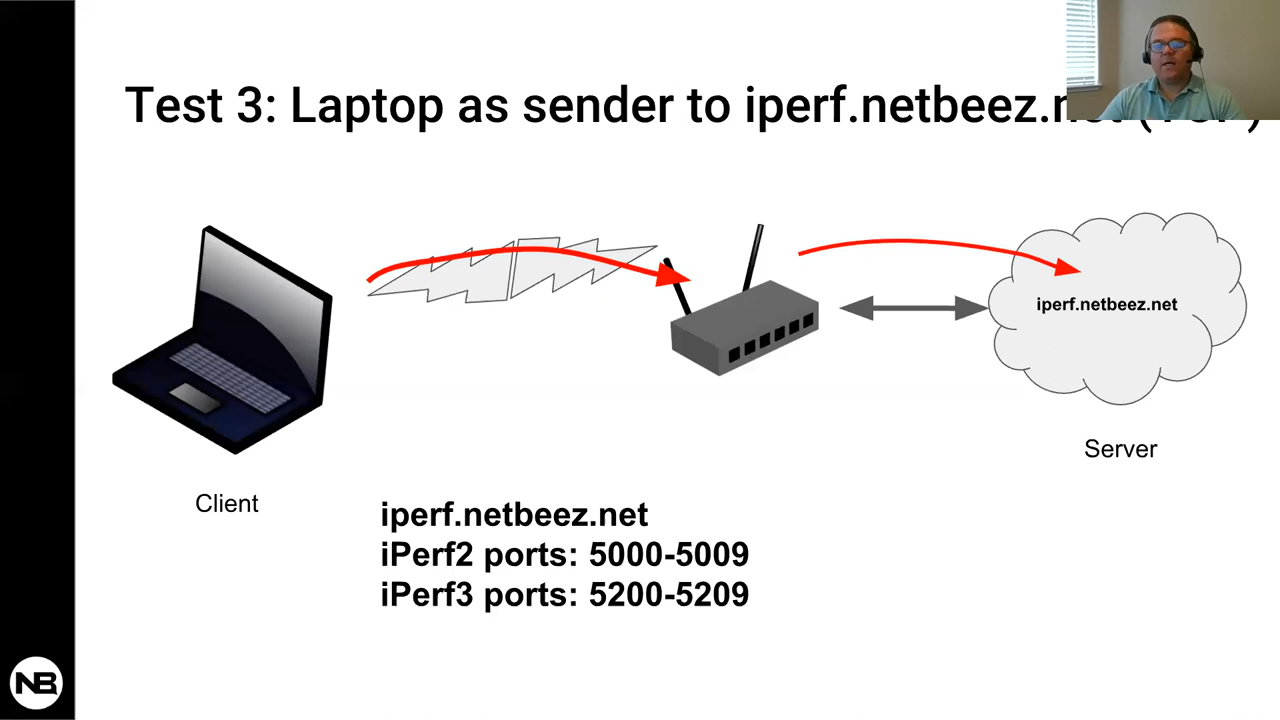 Test 3: Laptop as sender to iperf.netbeez.net
iperf.netbeez.net
Server
Client
iperf.netbeez.net
iPerf2 ports: 5000-5009
iPerf3 ports: 5200-5209
NB